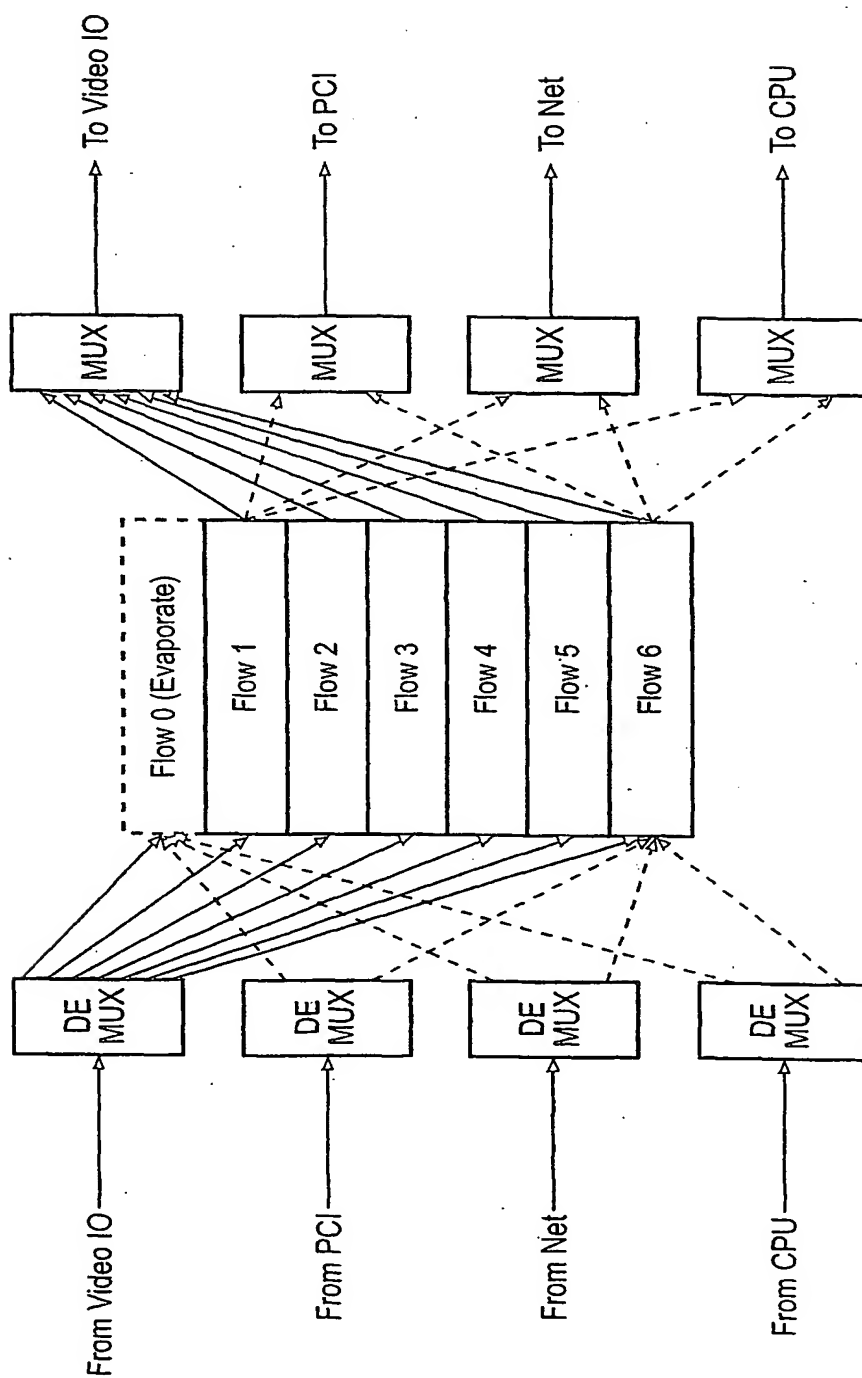 From Video IO
From PCI
From Net
From CPU
DE
MUX
DE
MUX
DE
MUX
DE
MUX
Flow 0 (Evaporate)
Flow 1
Flow 2
Flow 3
Flow 4
Flow 5
Flow 6
MUX
MUX
MUX
MUX
To Video IO
To PCI
To Net
To CPU